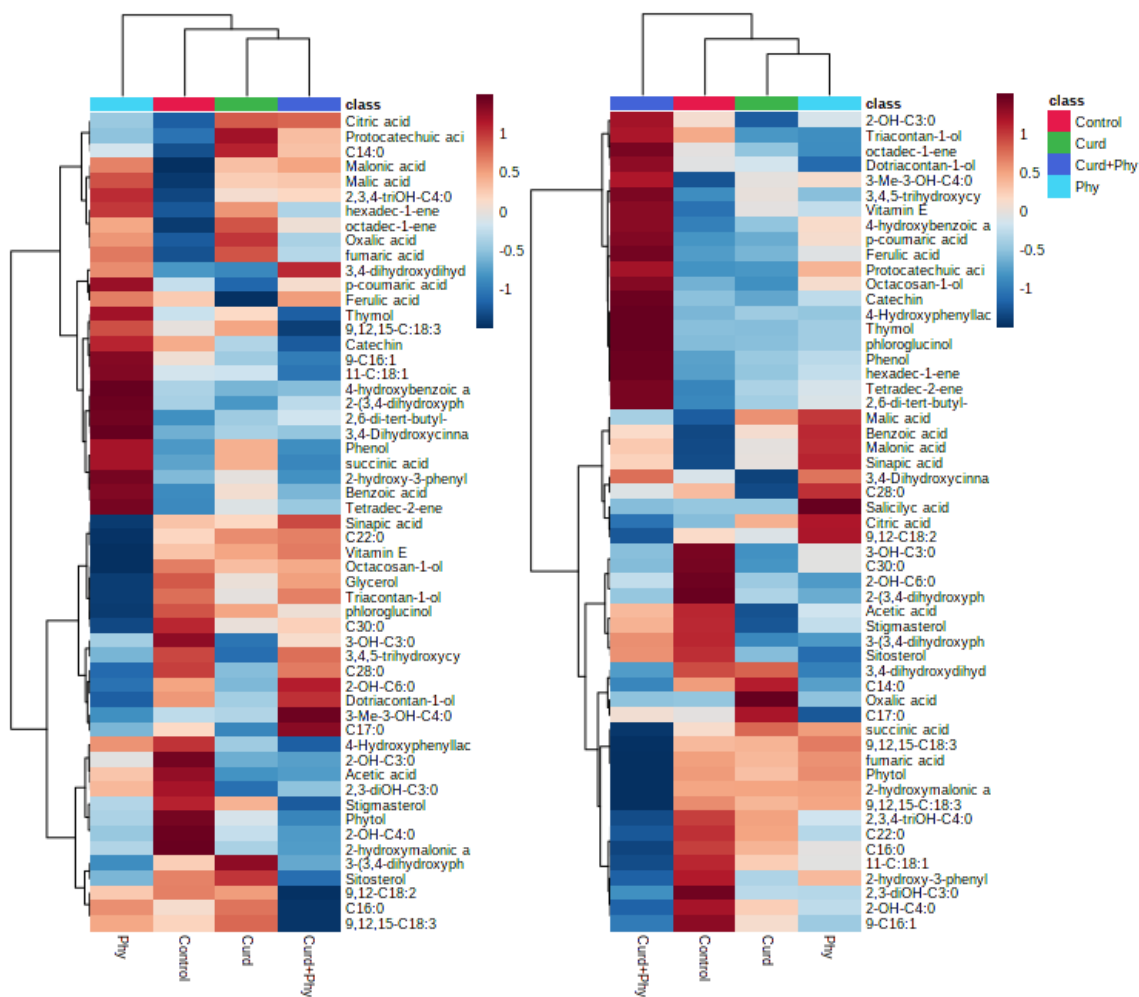 class
Citric acid
Protocatechuic aci
C14:0
Malonic acid
Malic acid
2,3,4-triOH-C4:0
hexadec-1-ene
octadec-1-ene
Oxalic acid
fumaric acid
3,4-dihydroxydihyd
p-coumaric acid
Ferulic acid
Thymol
9,12,15-C:18:3
Catechin
9-C16:1
11-C:18:1
4-hydroxybenzoic a
2-(3,4-dihydroxyph
2,6-di-tert-butyl-
3,4-Dihydroxycinna
Phenol
succinic acid
2-hydroxy-3-phenyl
Benzoic acid
Tetradec-2-ene
Sinapic acid
C22:0
Vitamin E
Octacosan-1-ol
Glycerol
Triacontan-1-ol
phloroglucinol
C30:0
3-OH-C3:0
3,4,5-trihydroxycy
C28:0
2-OH-C6:0
Dotriacontan-1-ol
3-Me-3-OH-C4:0
C17:0
4-Hydroxyphenyllac
2-OH-C3:0
Acetic acid
2,3-diOH-C3:0
Stigmasterol
Phytol
2-OH-C4:0
2-hydroxymalonic a
3-(3,4-dihydroxyph
Sitosterol
9,12-C18:2
C16:0
9,12,15-C18:3
Phy
Control
Curd
Curd+Phy
1
0.5
0
-0.5
-1
class
2-OH-C3:0
Triacontan-1-ol
octadec-1-ene
Dotriacontan-1-ol
3-Me-3-OH-C4:0
3,4,5-trihydroxycy
Vitamin E
4-hydroxybenzoic a
p-coumaric acid
Ferulic acid
Protocatechuic aci
Octacosan-1-ol
Catechin
4-Hydroxyphenyllac
Thymol
phloroglucinol
Phenol
hexadec-1-ene
Tetradec-2-ene
2,6-di-tert-butyl-
Malic acid
Benzoic acid
Malonic acid
Sinapic acid
3,4-Dihydroxycinna
C28:0
Salicilyc acid
Citric acid
9,12-C18:2
3-OH-C3:0
C30:0
2-OH-C6:0
2-(3,4-dihydroxyph
Acetic acid
Stigmasterol
3-(3,4-dihydroxyph
Sitosterol
3,4-dihydroxydihyd
C14:0
Oxalic acid
C17:0
succinic acid
9,12,15-C18:3
fumaric acid
Phytol
2-hydroxymalonic a
9,12,15-C:18:3
2,3,4-triOH-C4:0
C22:0
C16:0
11-C:18:1
2-hydroxy-3-phenyl
2,3-diOH-C3:0
2-OH-C4:0
9-C16:1
Curd+Phy
Control
Curd
Phy
1
0.5
0
-0.5
-1
class
Control
Curd
Curd+Phy
Phy